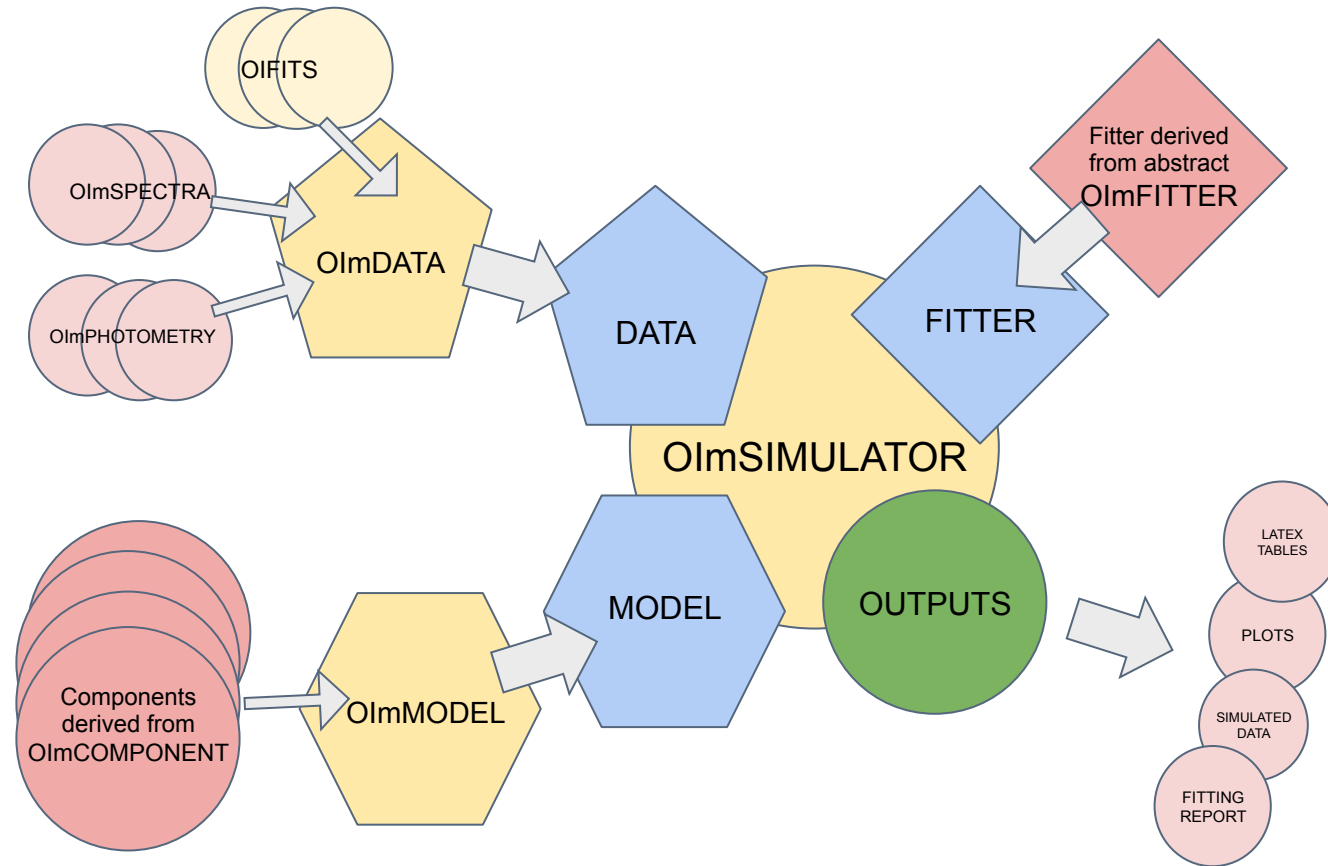 OIFITS
OImSPECTRA
OImPHOTOMETRY
OImDATA
DATA
Fitter derived
from abstract
OImFITTER
FITTER
OImSIMULATOR
Components
derived from
OImCOMPONENT
OImMODEL
MODEL
OUTPUTS
LATEX
TABLES
PLOTS
SIMULATED
DATA
FITTING
REPORT